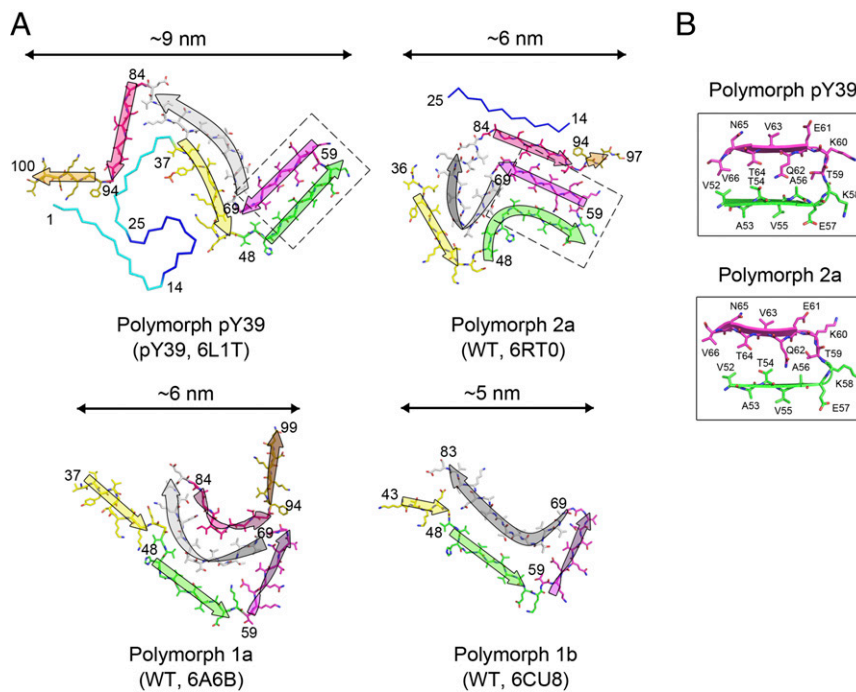 A
B
~9 nm
~6 nm
84
37
59
100
94
69
25
48
1
14
Polymorph pY39
(pY39, 6L1T)
25
14
84
94
97
36
69
59
48
Polymorph 2a
(WT, 6RT0)
~6 nm
~5 nm
99
37
84
94
69
48
59
Polymorph 1a
(WT, 6A6B)
83
43
69
48
59
Polymorph 1b
(WT, 6CU8)
Polymorph pY39
N65 V63 E61
K60
V66 T64 Q62 T59
V52 T54 A56 K58
A53 V55 E57
Polymorph 2a
N65 V63 E61
K60
V66 T64 Q62 T59
V52 T54 A56 K58
A53 V55 E57